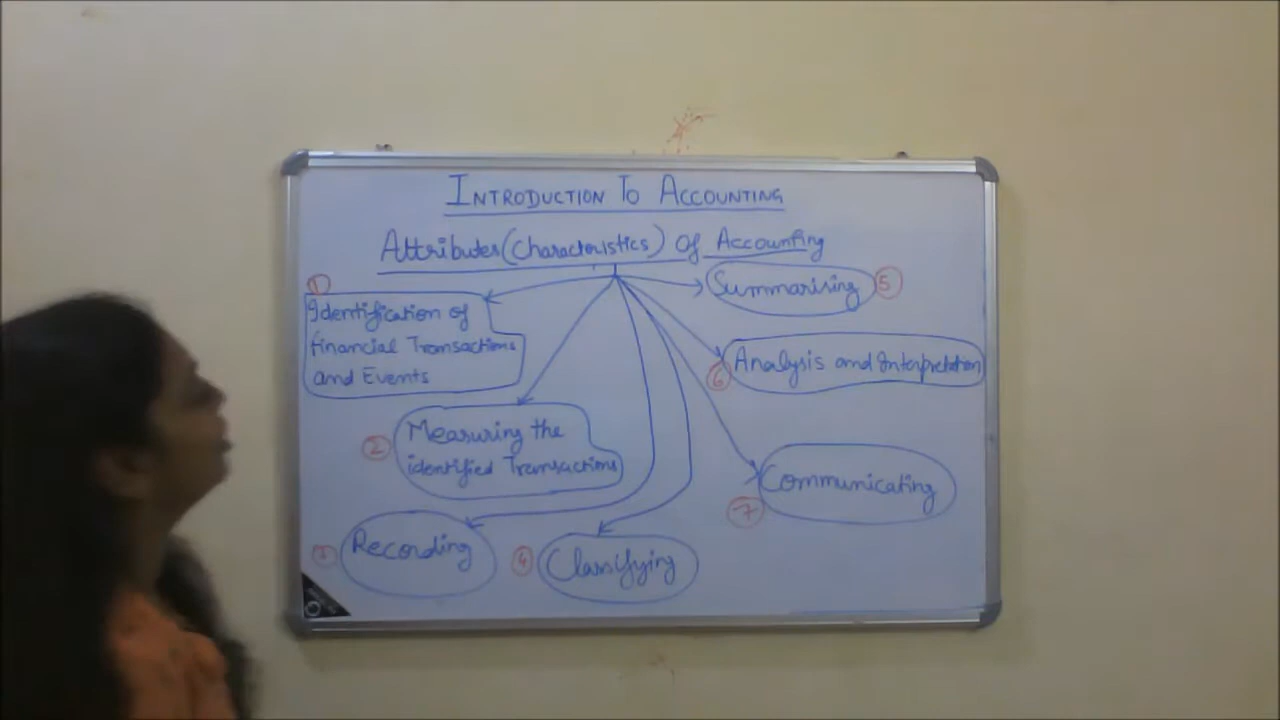 INTRODUCTION TO ACCOUNTING
Attributes (Characteristics) Of Accounting
①
Identification of
financial Transactions
and Events
②
Measuring the
identified Transactions
③
Recording
④
Classifying
Summarising
⑤
⑥
Analysis and Interpretation
⑦
Communicating